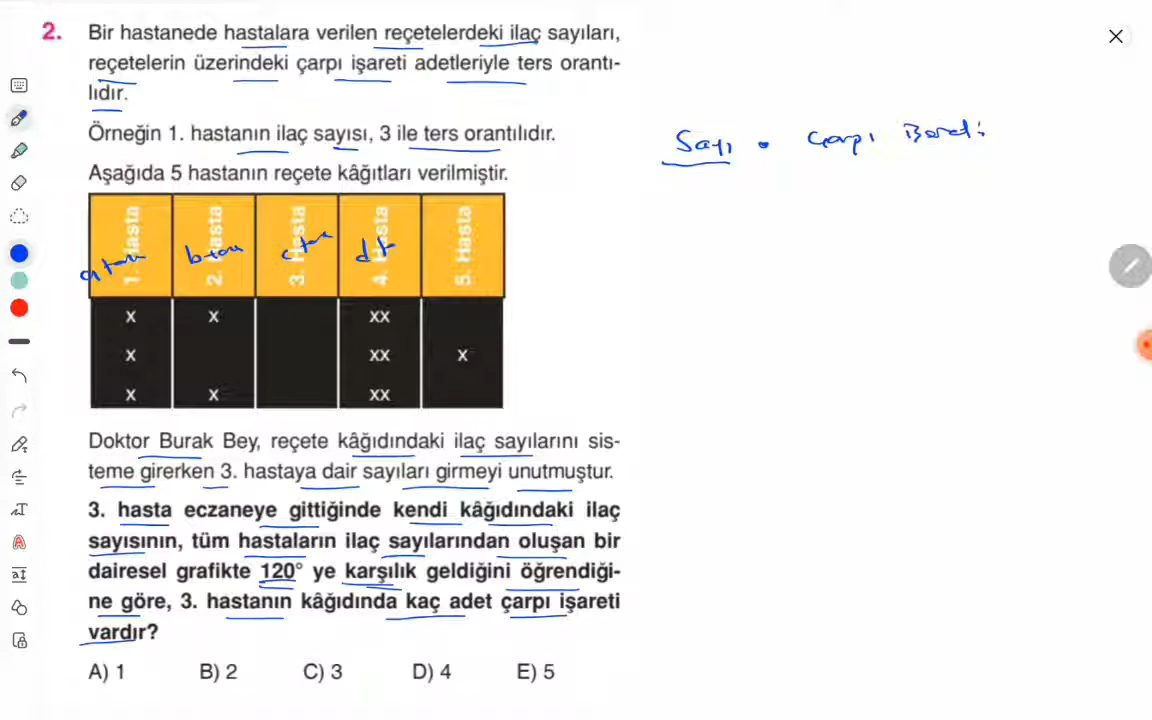 2. Bir hastanede hastalara verilen reçetelerdeki ilaç sayıları,
reçetelerin üzerindeki çarpı işareti adetleriyle ters orantı-
lıdır.
Örneğin 1. hastanın ilaç sayısı, 3 ile ters orantılıdır.
Sayı . Çarpı
Aşağıda 5 hastanın reçete kâğıtları verilmiştir.
1. Hasta 2. Hasta 3. Hasta 4. Hasta 5. Hasta
a tane b tane c tane d t
x x xx
x xx x
x x xx
Doktor Burak Bey, reçete kâğıdındaki ilaç sayılarını sis-
teme girerken 3. hastaya dair sayıları girmeyi unutmuştur.
3. hasta eczaneye gittiğinde kendi kâğıdındaki ilaç
sayısının, tüm hastaların ilaç sayılarından oluşan bir
dairesel grafikte 120° ye karşılık geldiğini öğrendiği-
ne göre, 3. hastanın kâğıdında kaç adet çarpı işareti
vardır?
A) 1 B) 2 C) 3 D) 4 E) 5